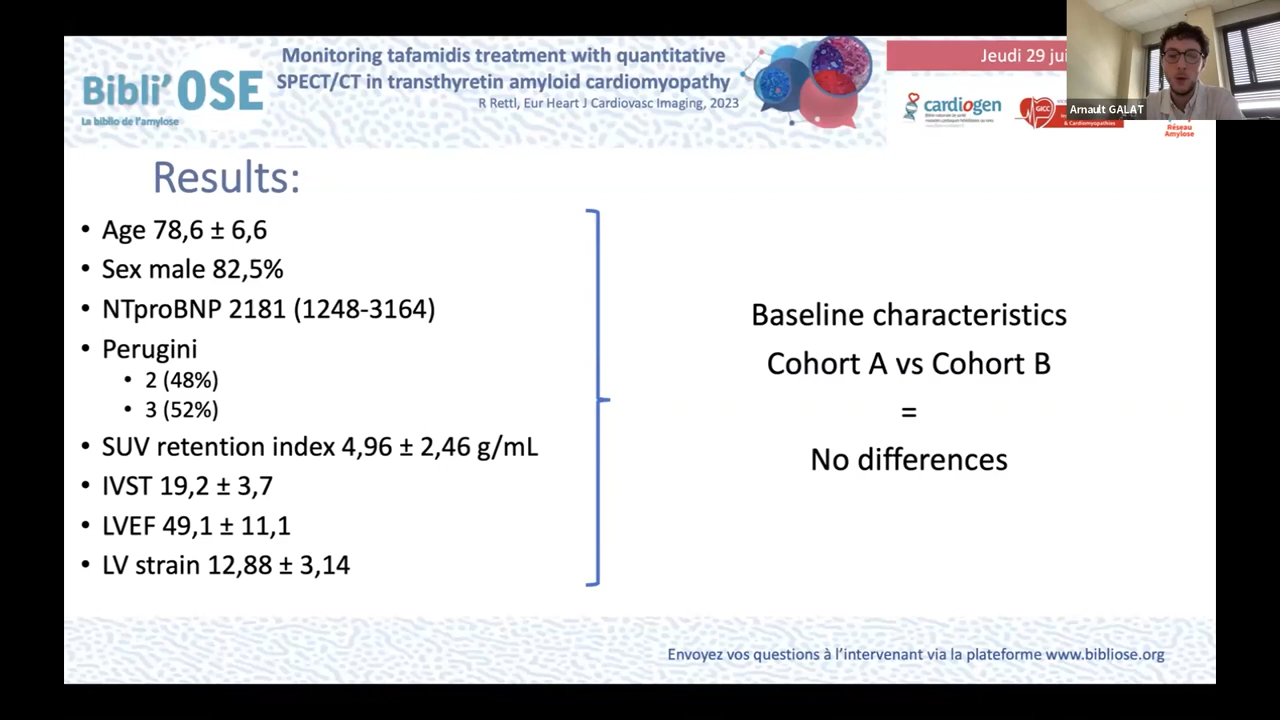 Monitoring tafamidis treatment with quantitative
SPECT/CT in transthyretin amyloid cardiomyopathy
R Rettl, Eur Heart J Cardiovasc Imaging, 2023
Bibli'OSE
La biblio de l'amylose
Jeudi 29 jui
cardiogen
GICC
& Cardiomyopathies
Réseau
Amylose
Arnault GALAT
Results:
• Age 78,6 ± 6,6
• Sex male 82,5%
• NTproBNP 2181 (1248-3164)
• Perugini
• 2 (48%)
• 3 (52%)
• SUV retention index 4,96 ± 2,46 g/mL
• IVST 19,2 ± 3,7
• LVEF 49,1 ± 11,1
• LV strain 12,88 ± 3,14
Baseline characteristics
Cohort A vs Cohort B
=
No differences
Envoyez vos questions à l'intervenant via la plateforme www.bibliose.org